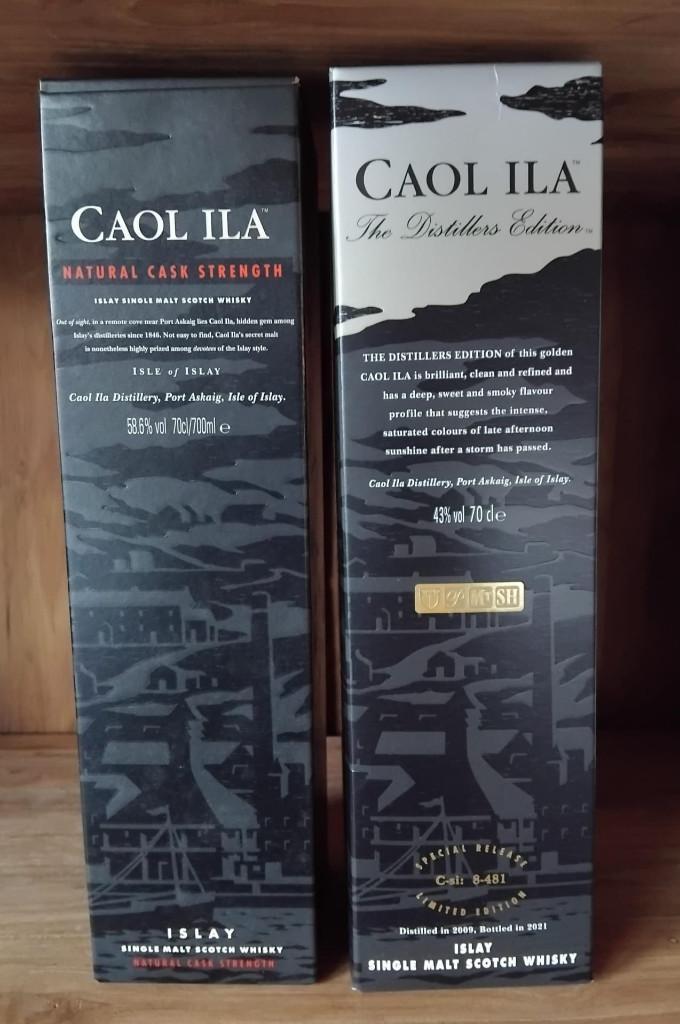 CAOL ILA™
NATURAL CASK STRENGTH
ISLAY SINGLE MALT SCOTCH WHISKY
Out of sight, in a remote cove near Port Askaig lies Caol Ila, hidden gem among
Islay's distilleries since 1846. Not easy to find, Caol Ila's secret malt
is nonetheless highly prized among devotees of the Islay style.
ISLE of ISLAY
Caol Ila Distillery, Port Askaig, Isle of Islay.
58.6% vol 70cl/700ml e
ISLAY
SINGLE MALT SCOTCH WHISKY
NATURAL CASK STRENGTH
CAOL ILA™
The Distillers Edition™
THE DISTILLERS EDITION of this golden
CAOL ILA is brilliant, clean and refined and
has a deep, sweet and smoky flavour
profile that suggests the intense,
saturated colours of late afternoon
sunshine after a storm has passed.
Caol Ila Distillery, Port Askaig, Isle of Islay.
43% vol 70 cl e
SH
SPECIAL RELEASE
C-si: 8-481
LIMITED EDITION
Distilled in 2009, Bottled in 2021
ISLAY
SINGLE MALT SCOTCH WHISKY